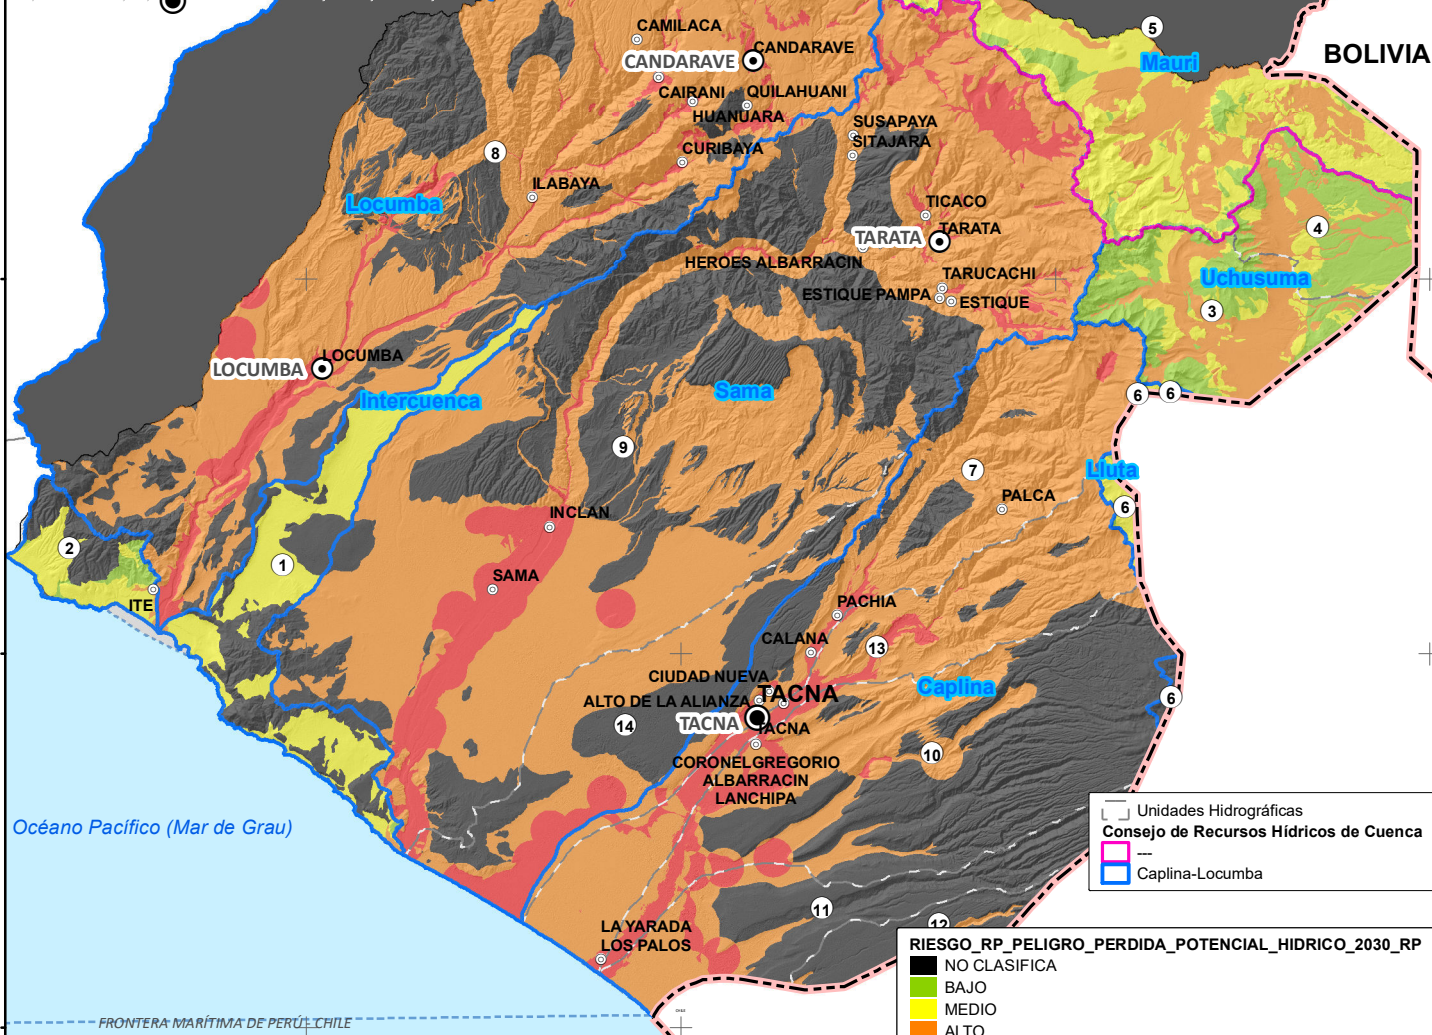 5
BOLIVIA
Mauri
CAMILACA
CANDARAVE
CANDARAVE
CAIRANI
QUILAHUANI
HUANUARA
SUSAPAYA
SITAJARA
CURIBAYA
8
ILABAYA
Locumba
TICACO
TARATA
TARATA
4
HEROES ALBARRACIN
TARUCACHI
Uchusuma
ESTIQUE PAMPA
ESTIQUE
3
LOCUMBA
LOCUMBA
Intercuenca
Sama
6
6
9
7
Lluta
PALCA
6
INCLAN
2
1
SAMA
ITE
PACHIA
CALANA
13
CIUDAD NUEVA
Caplina
TACNA
ALTO DE LA ALIANZA
6
14
TACNA
TACNA
10
CORONELGREGORIO
ALBARRACIN
LANCHIPA
Océano Pacífico (Mar de Grau)
11
12
LA YARADA
LOS PALOS
FRONTERA MARÍTIMA DE PERÚ - CHILE
Unidades Hidrográficas
Consejo de Recursos Hídricos de Cuenca
---
Caplina-Locumba
RIESGO_RP_PELIGRO_PERDIDA_POTENCIAL_HIDRICO_2030_RP
NO CLASIFICA
BAJO
MEDIO
ALTO